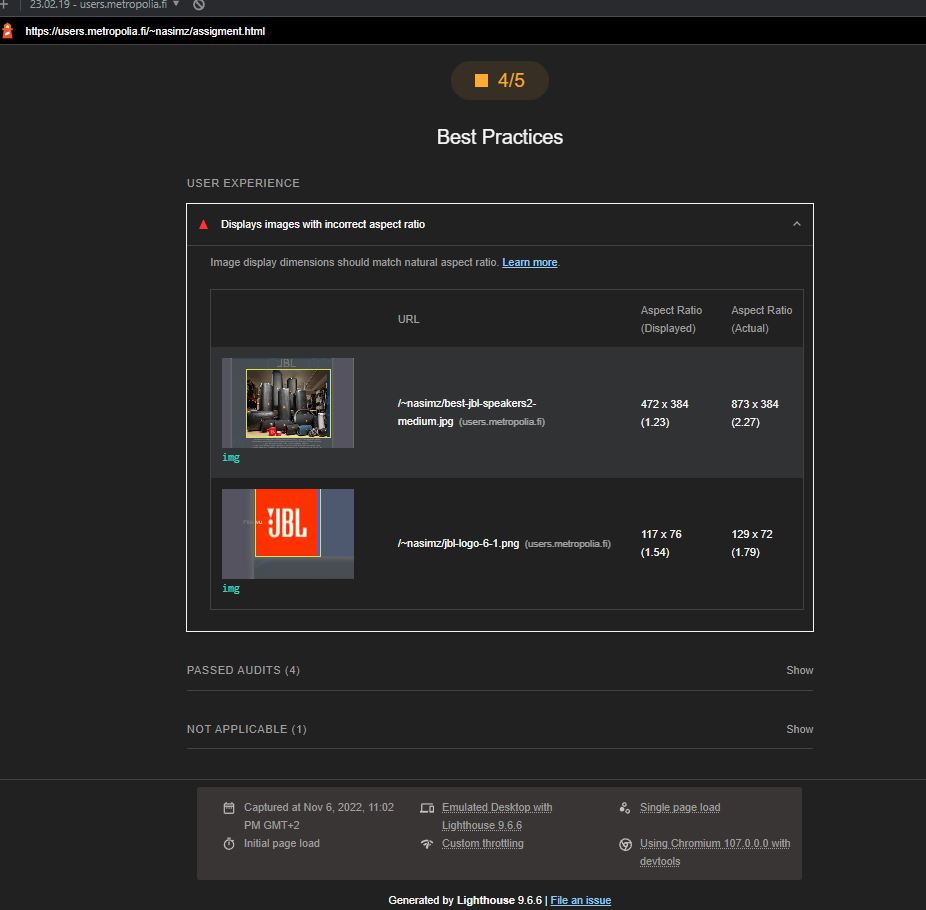 23.02.19 - users.metropolia.fi
https://users.metropolia.fi/~nasimz/assigment.html
4/5
Best Practices
USER EXPERIENCE
Displays images with incorrect aspect ratio
Image display dimensions should match natural aspect ratio. Learn more.
URL
Aspect Ratio
(Displayed)
Aspect Ratio
(Actual)
JBL
img
/~nasimz/best-jbl-speakers2-
medium.jpg (users.metropolia.fi)
472 x 384
(1.23)
873 x 384
(2.27)
JBL
img
/~nasimz/jbl-logo-6-1.png (users.metropolia.fi)
117 x 76
(1.54)
129 x 72
(1.79)
PASSED AUDITS (4)
Show
NOT APPLICABLE (1)
Show
Captured at Nov 6, 2022, 11:02
PM GMT+2
Initial page load
Emulated Desktop with
Lighthouse 9.6.6
Custom throttling
Single page load
Using Chromium 107.0.0.0 with
devtools
Generated by Lighthouse 9.6.6 | File an issue